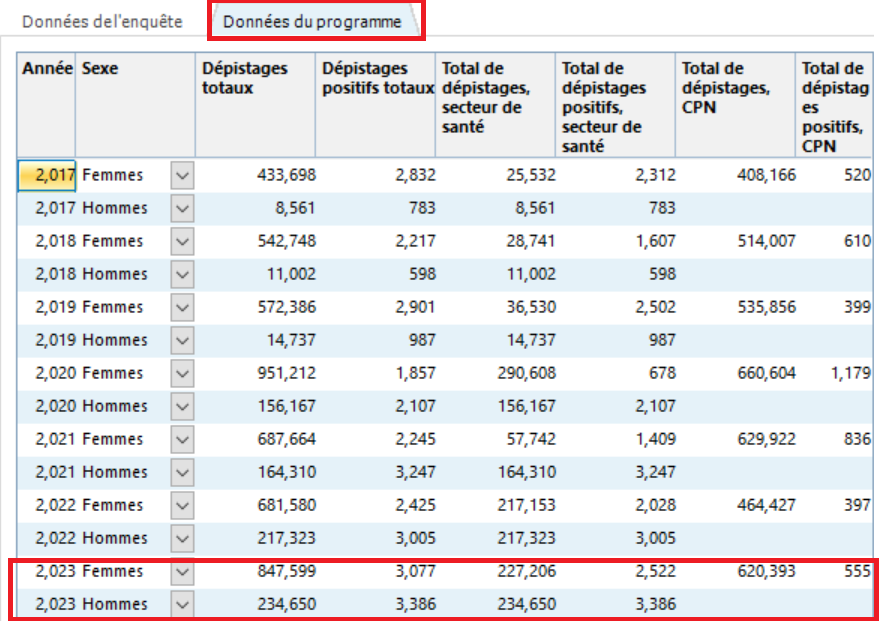 Données de l'enquête Données du programme
Année Sexe Dépistages totaux Dépistages positifs totaux Total de dépistages, secteur de santé Total de dépistages positifs, secteur de santé Total de dépistages, CPN Total de dépistag es positifs, CPN
2,017 Femmes 433,698 2,832 25,532 2,312 408,166 520
2,017 Hommes 8,561 783 8,561 783
2,018 Femmes 542,748 2,217 28,741 1,607 514,007 610
2,018 Hommes 11,002 598 11,002 598
2,019 Femmes 572,386 2,901 36,530 2,502 535,856 399
2,019 Hommes 14,737 987 14,737 987
2,020 Femmes 951,212 1,857 290,608 678 660,604 1,179
2,020 Hommes 156,167 2,107 156,167 2,107
2,021 Femmes 687,664 2,245 57,742 1,409 629,922 836
2,021 Hommes 164,310 3,247 164,310 3,247
2,022 Femmes 681,580 2,425 217,153 2,028 464,427 397
2,022 Hommes 217,323 3,005 217,323 3,005
2,023 Femmes 847,599 3,077 227,206 2,522 620,393 555
2,023 Hommes 234,650 3,386 234,650 3,386